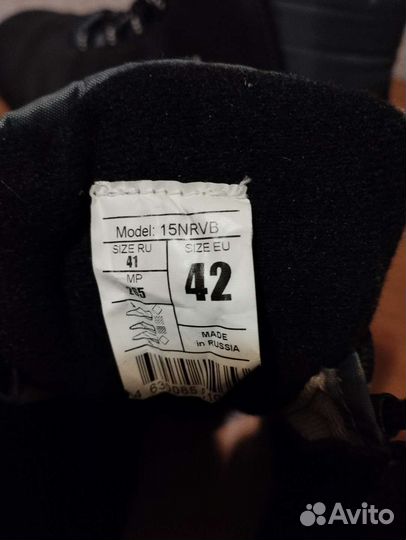 Model: 15NRVB
SIZE RU
41
MP
SIZE EU
42
MADE
in RUSSIA
Avito